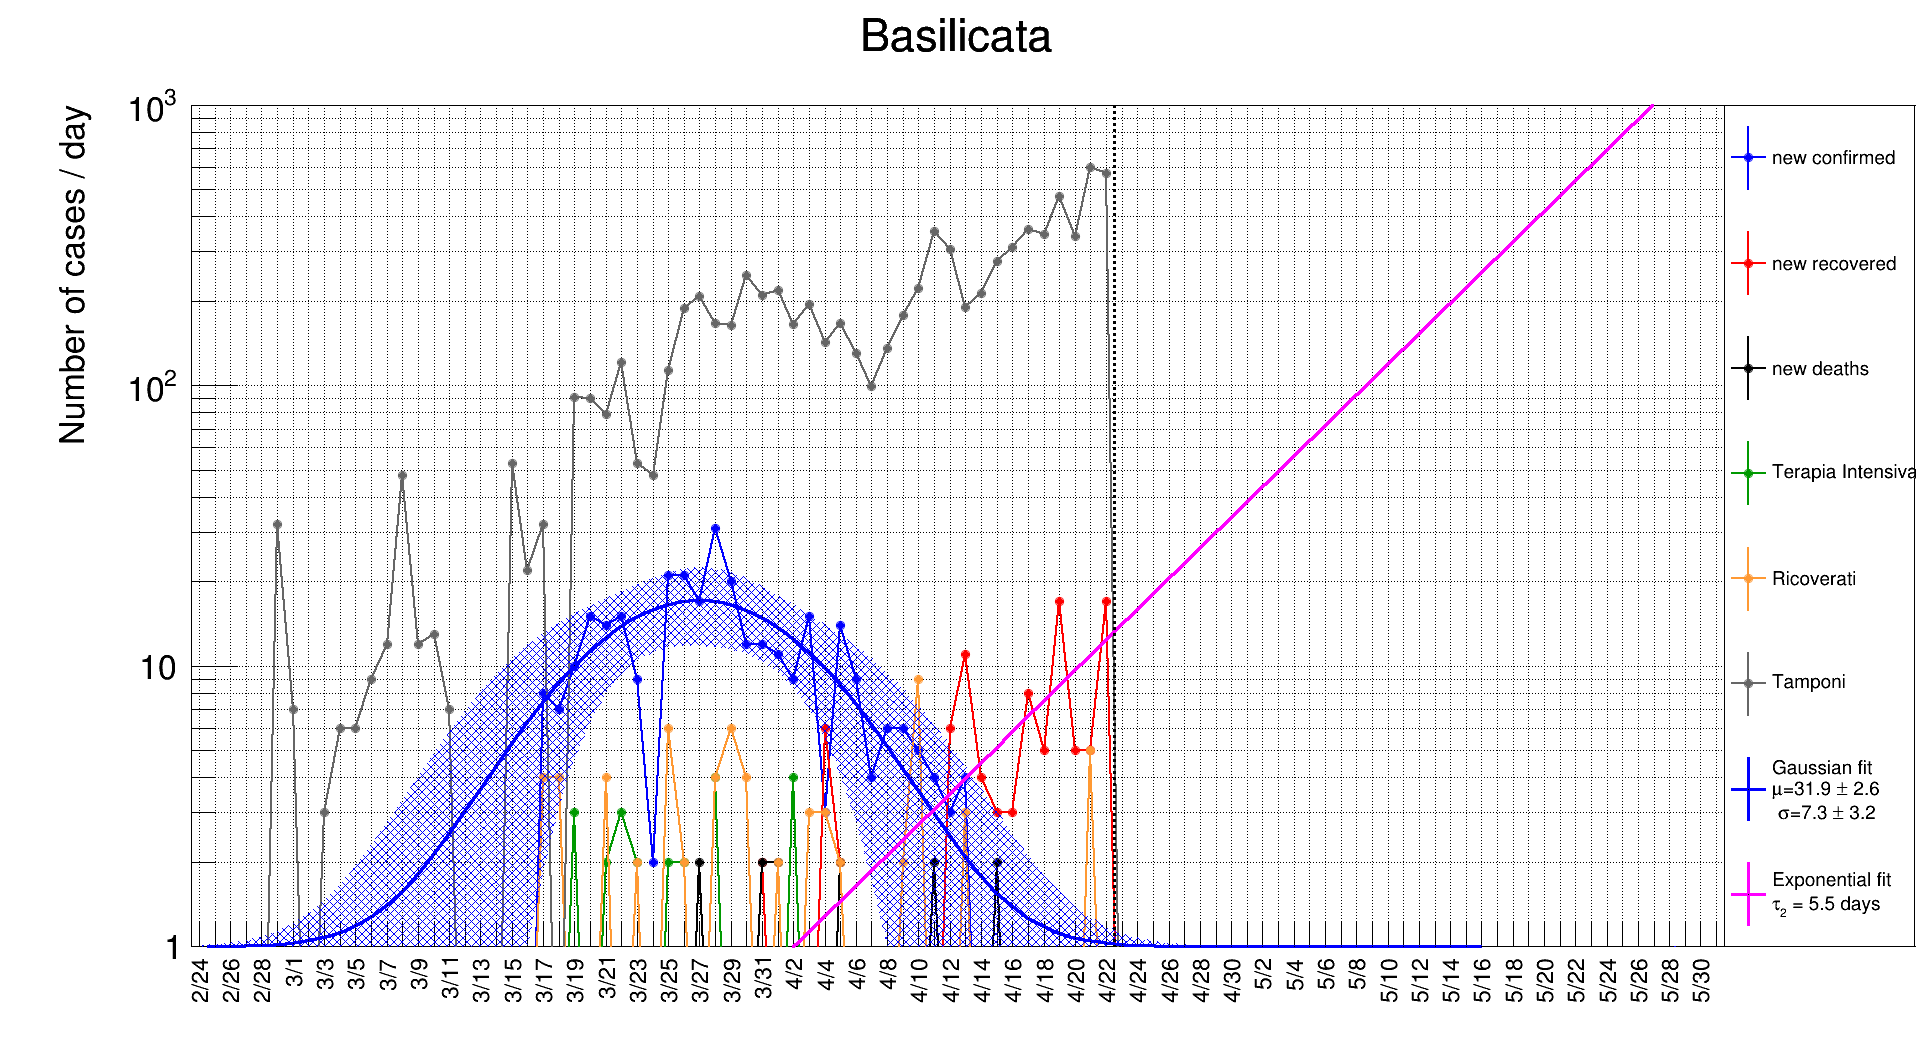 Basilicata
Number of cases / day
10³
10²
10
1
2/24 2/26 2/28 3/1 3/3 3/5 3/7 3/9 3/11 3/13 3/15 3/17 3/19 3/21 3/23 3/25 3/27 3/29 3/31 4/2 4/4 4/6 4/8 4/10 4/12 4/14 4/16 4/18 4/20 4/22 4/24 4/26 4/28 4/30 5/2 5/4 5/6 5/8 5/10 5/12 5/14 5/16 5/18 5/20 5/22 5/24 5/26 5/28 5/30
new confirmed
new recovered
new deaths
Terapia Intensiva
Ricoverati
Tamponi
Gaussian fit
μ=31.9 ± 2.6
σ=7.3 ± 3.2
Exponential fit
τ₂ = 5.5 days